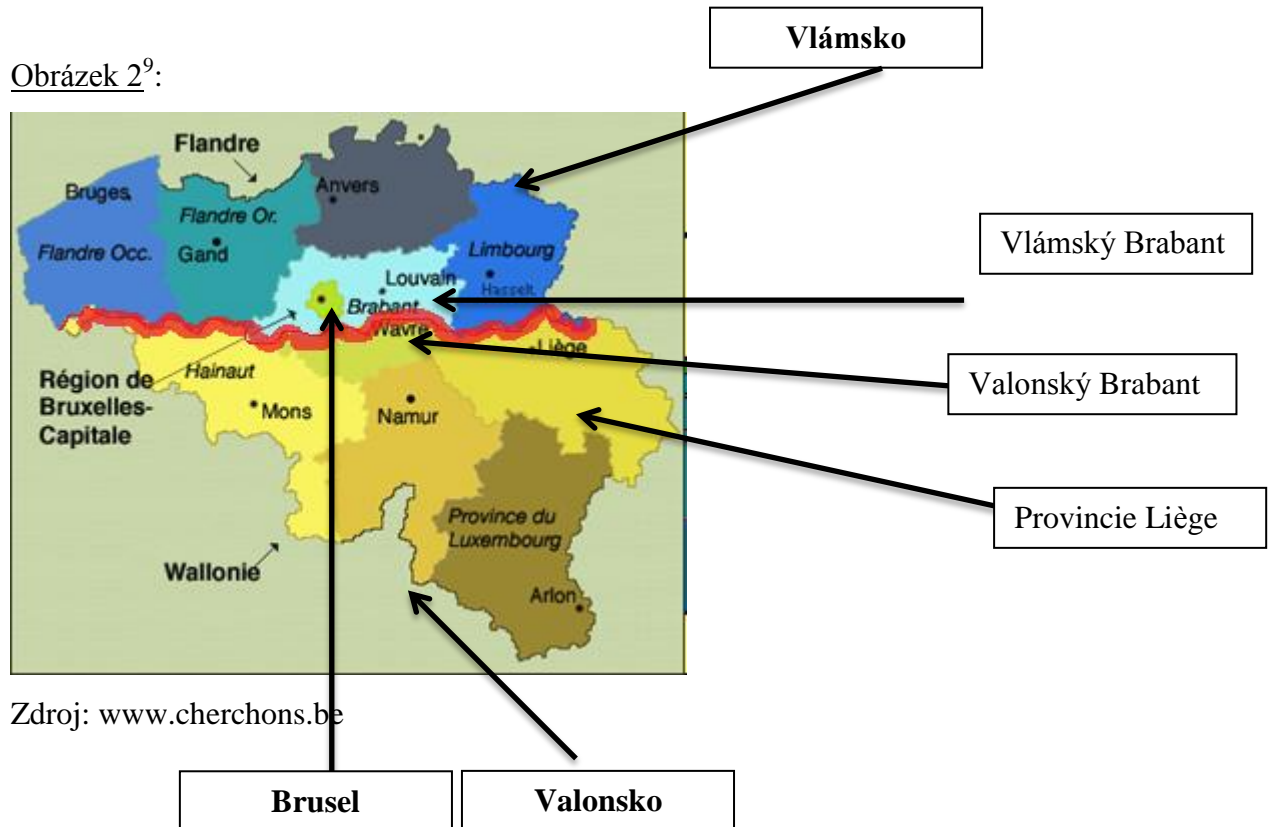 Vlámsko
Obrázek 2⁹:
Flandre
Bruges
Anvers
Flandre Or.
Gand
Flandre Occ.
Limbourg
Louvain
Hasselt
Brabant
Wavre
Liège
Hainaut
Région de
Bruxelles-
Capitale
Mons
Namur
Province du
Luxembourg
Wallonie
Arlon
Vlámský Brabant
Valonský Brabant
Provincie Liège
Zdroj: www.cherchons.be
Brusel
Valonsko